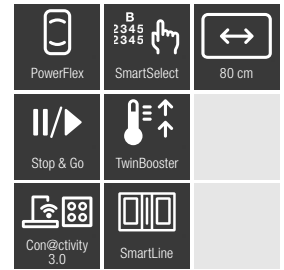 B
2345
2345
PowerFlex
SmartSelect
80 cm
Stop & Go
TwinBooster
Con@ctivity
3.0
SmartLine